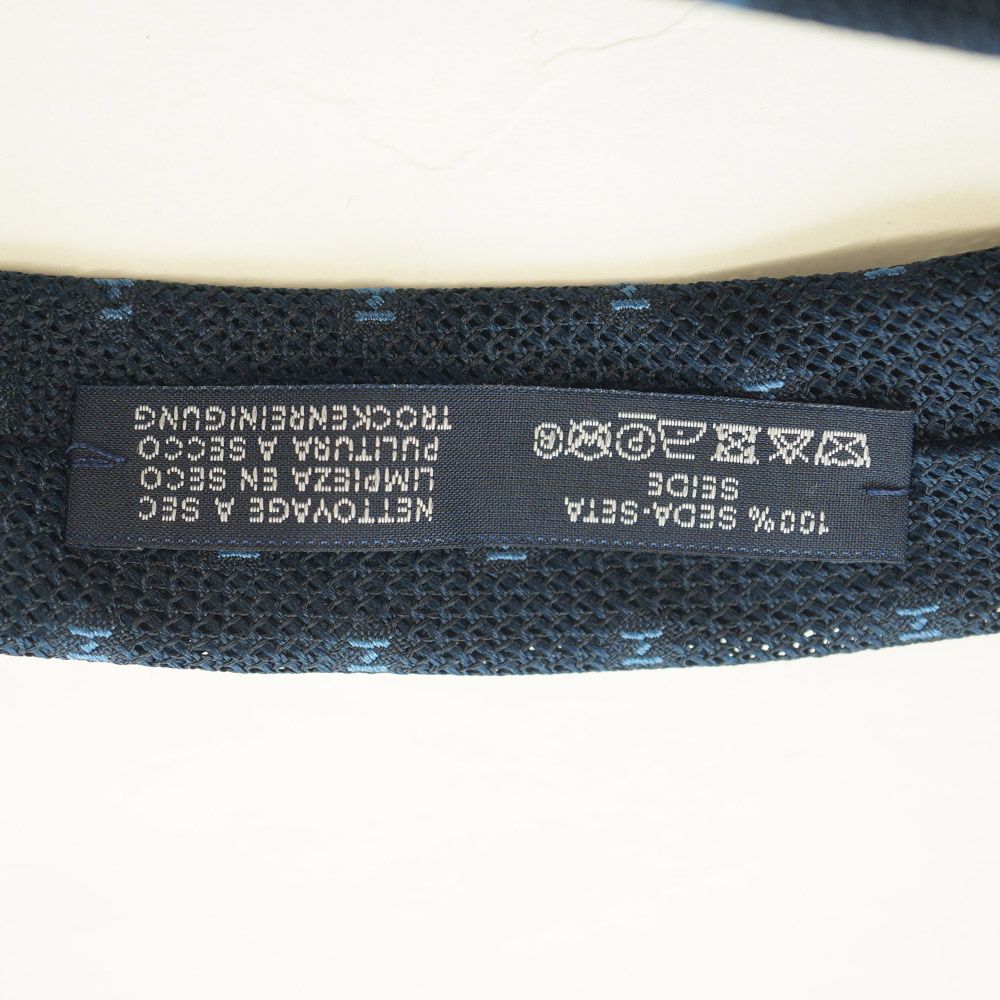 100% SEDA-SETA
SEIDE
NETTOYAGE A SEC
LIMPIEZA EN SECO
PULITURA A SECCO
TROCKENREINIGUNG